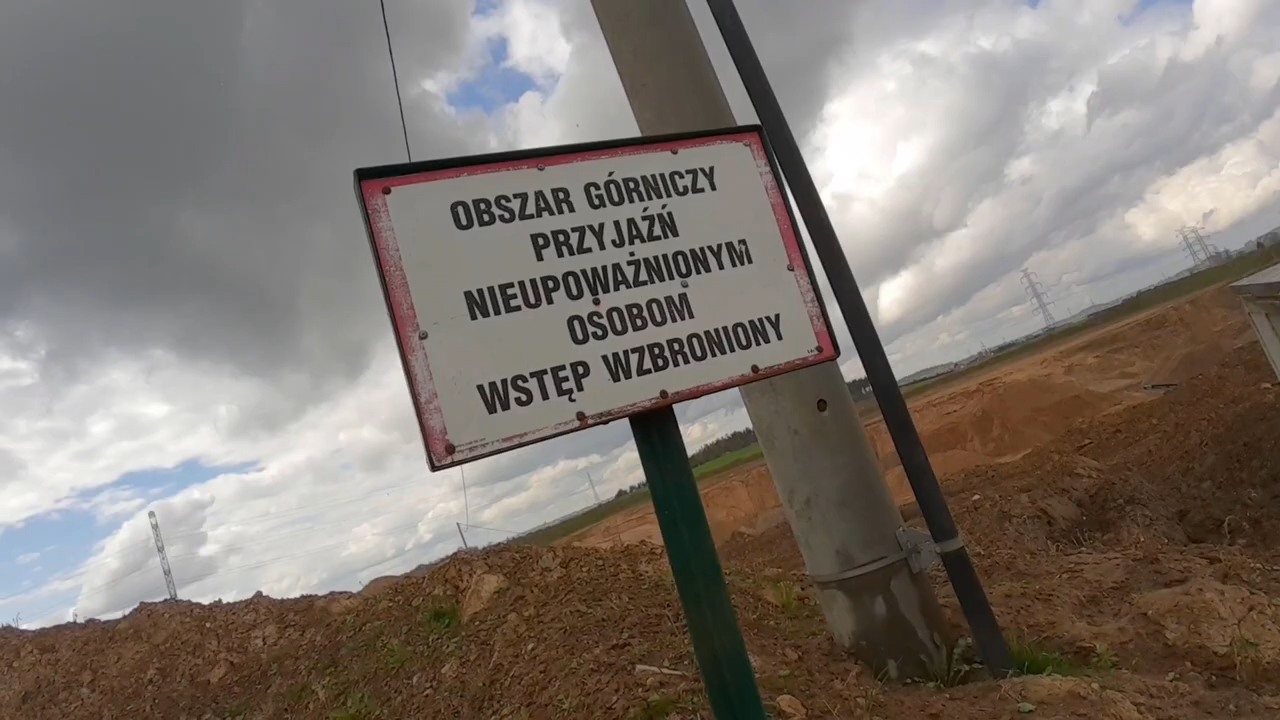 OBSZAR GÓRNICZY
PRZYJAŹŃ
NIEUPOWAŻNIONYM
OSOBOM
WSTĘP WZBRONIONY